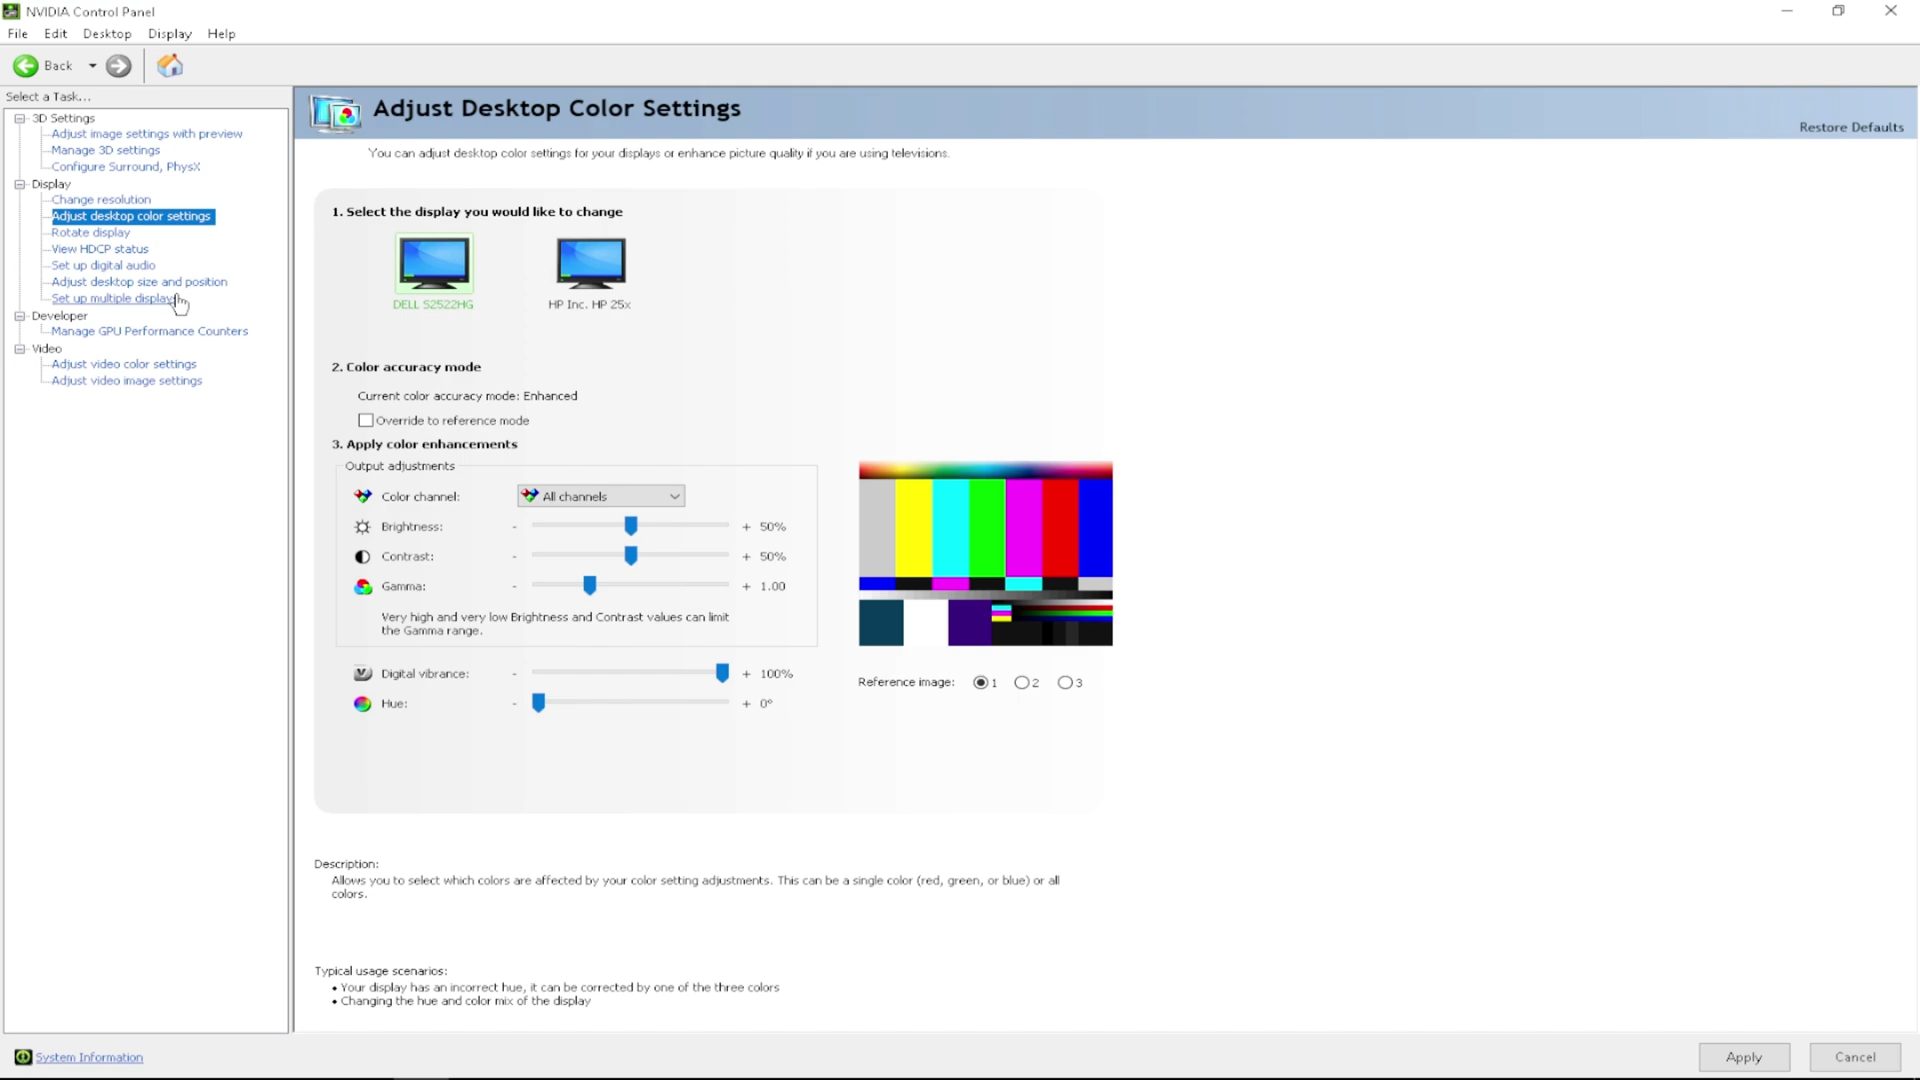 NVIDIA Control Panel
File Edit Desktop Display Help
Back
Select a Task...
3D Settings
Adjust image settings with preview
Manage 3D settings
Configure Surround, PhysX
Display
Change resolution
Adjust desktop color settings
Rotate display
View HDCP status
Set up digital audio
Adjust desktop size and position
Set up multiple displays
Developer
Manage GPU Performance Counters
Video
Adjust video color settings
Adjust video image settings
System Information
Adjust Desktop Color Settings
Restore Defaults
You can adjust desktop color settings for your displays or enhance picture quality if you are using televisions.
1. Select the display you would like to change
DELL S2522HG HP Inc. HP 25x
2. Color accuracy mode
Current color accuracy mode: Enhanced
Override to reference mode
3. Apply color enhancements
Output adjustments
Color channel: All channels
Brightness: - + 50%
Contrast: - + 50%
Gamma: - + 1.00
Very high and very low Brightness and Contrast values can limit
the Gamma range.
Digital vibrance: - + 100%
Hue: - + 0°
Reference image: 1 2 3
Description:
Allows you to select which colors are affected by your color setting adjustments. This can be a single color (red, green, or blue) or all
colors.
Typical usage scenarios:
• Your display has an incorrect hue, it can be corrected by one of the three colors
• Changing the hue and color mix of the display
Apply Cancel